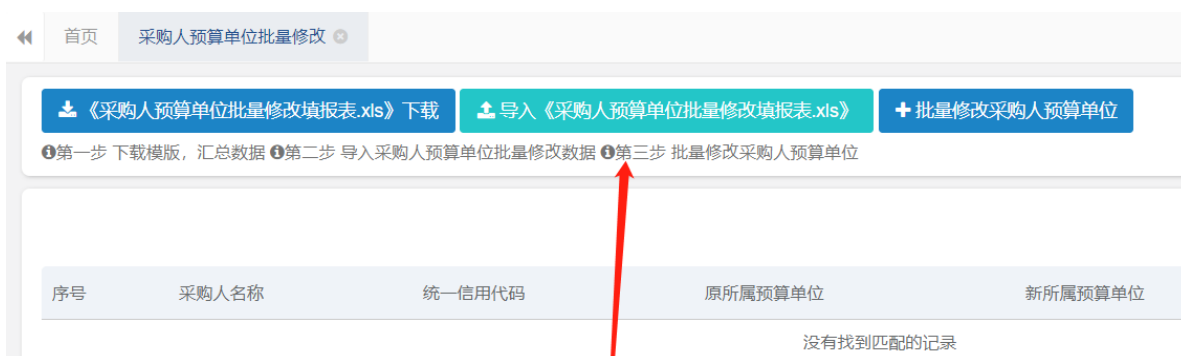 首页 采购人预算单位批量修改
《采购人预算单位批量修改填报表.xls》下载 导入《采购人预算单位批量修改填报表.xls》 批量修改采购人预算单位
第一步 下载模版，汇总数据 第二步 导入采购人预算单位批量修改数据 第三步 批量修改采购人预算单位
序号 采购人名称 统一信用代码 原所属预算单位 新所属预算单位
没有找到匹配的记录